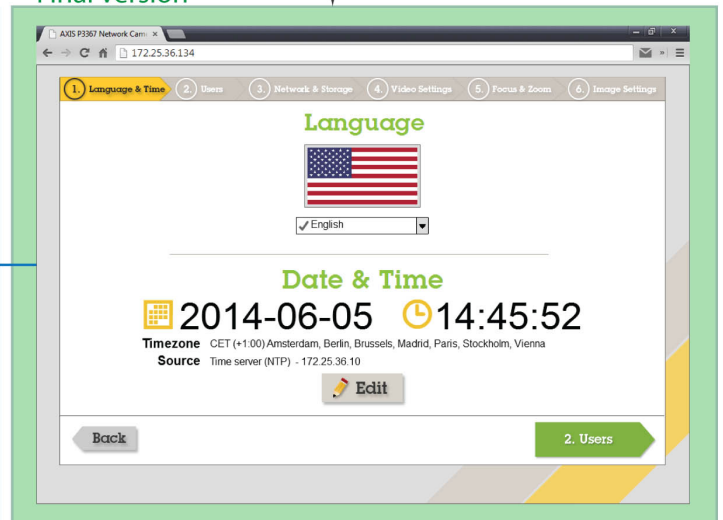 Final version
AXIS P3367 Network Cam
172.25.36.134
1. Language & Time 2. Users 3. Network & Storage 4. Video Settings 5. Focus & Zoom 6. Image Settings
Language
English
Date & Time
2014-06-05 14:45:52
Timezone CET (+1:00) Amsterdam, Berlin, Brussels, Madrid, Paris, Stockholm, Vienna
Source Time server (NTP) - 172.25.36.10
Edit
Back 2. Users